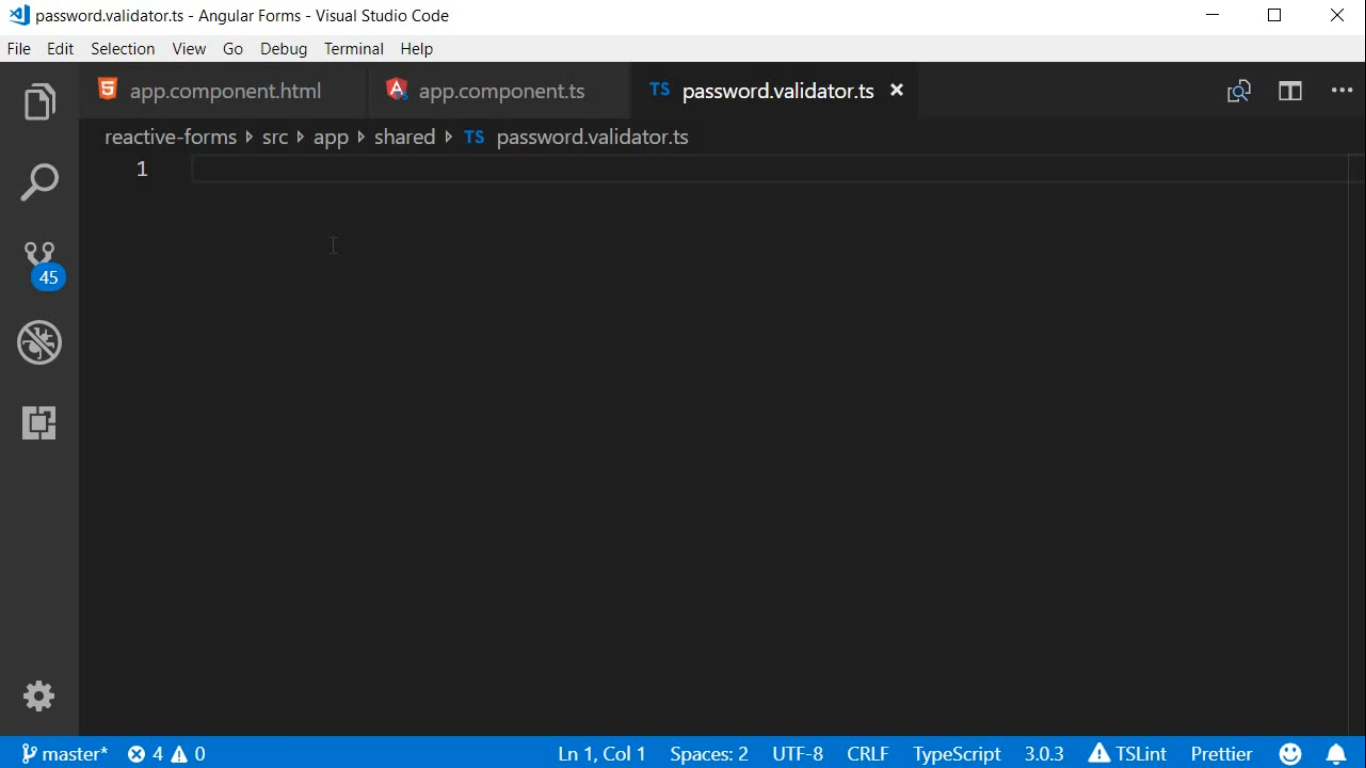 password.validator.ts - Angular Forms - Visual Studio Code
File Edit Selection View Go Debug Terminal Help
app.component.html app.component.ts TS password.validator.ts
reactive-forms src app shared TS password.validator.ts
1
45
master* 4 0 Ln 1, Col 1 Spaces: 2 UTF-8 CRLF TypeScript 3.0.3 TSLint Prettier